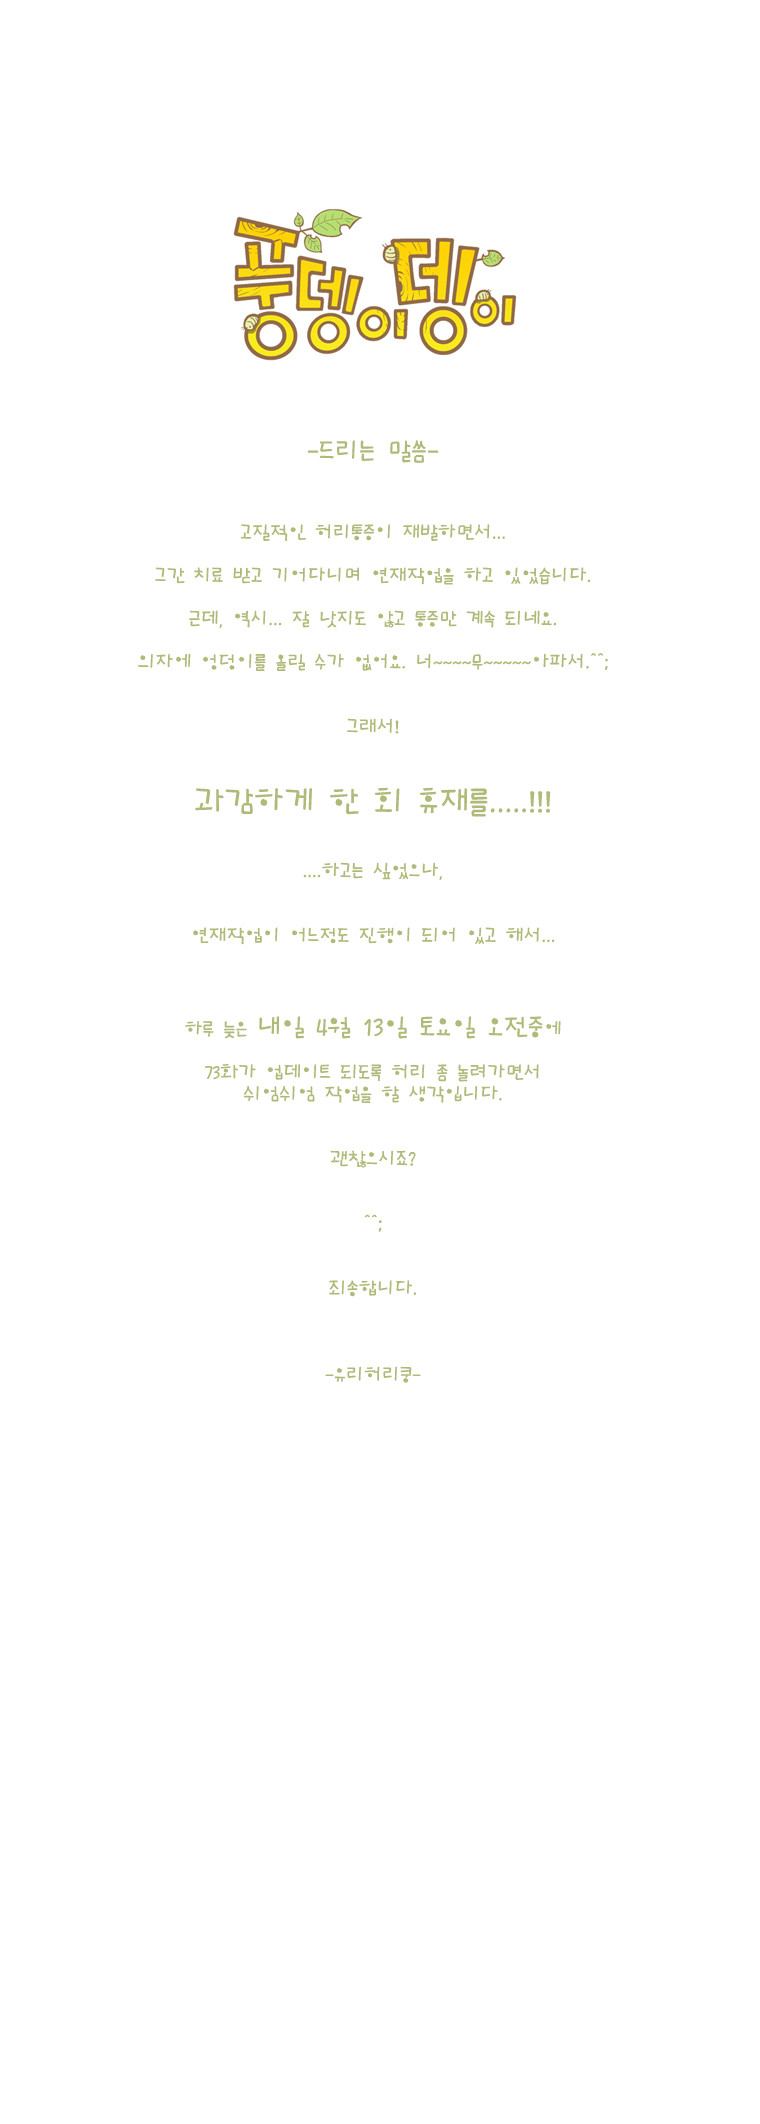 꿍뎅이뎅이
-드리는 말씀-
고질적인 허리통증이 재발하면서...
그간 치료 받고 기어다니며 연재작업을 하고 있었습니다.
근데, 역시... 잘 낫지도 않고 통증만 계속 되네요.
의자에 엉덩이를 올릴 수가 없어요. 너~~~~무~~~~~아파서.^^;
그래서!
과감하게 한 회 휴재를.....!!!
....하고는 싶었으나,
연재작업이 어느정도 진행이 되어 있고 해서...
하루 늦은 내일 4월 13일 토요일 오전중에
73화가 업데이트 되도록 허리 좀 놀려가면서
쉬엄쉬엄 작업을 할 생각입니다.
괜찮으시죠?
^^;
죄송합니다.
-유리허리쿵-